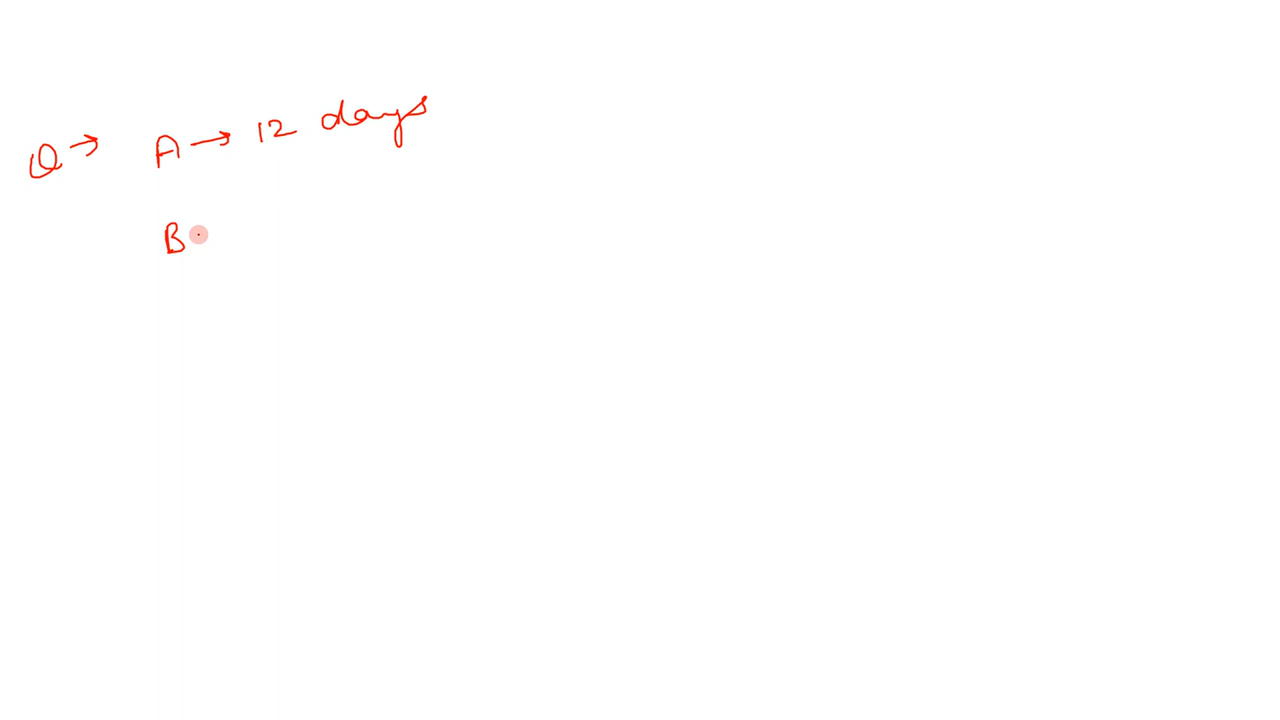 Q → A → 12 days
B